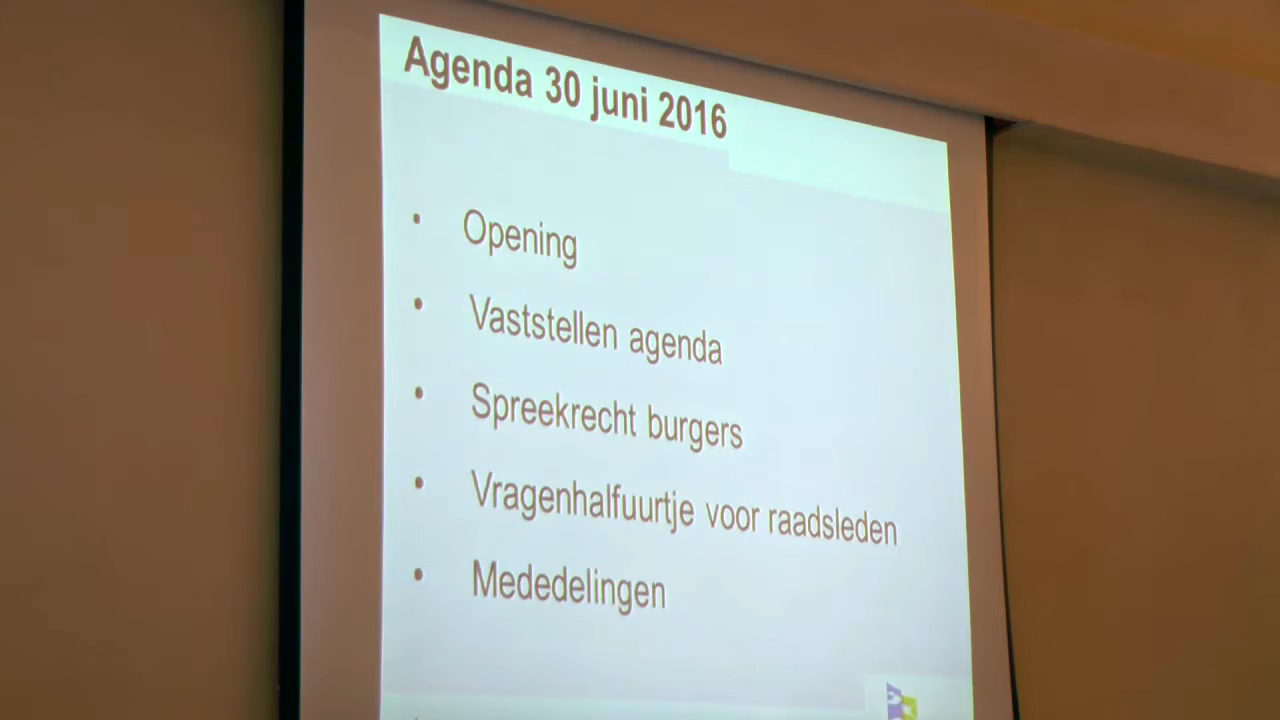 Agenda 30 juni 2016
• Opening
• Vaststellen agenda
• Spreekrecht burgers
• Vragenhalfuurtje voor raadsleden
• Mededelingen